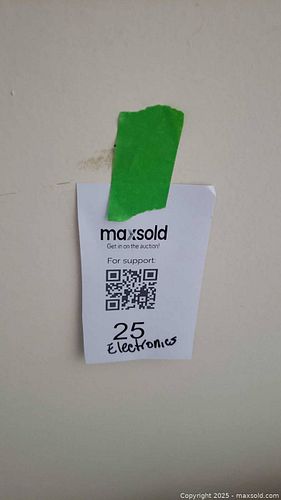 maxsold
Get in on the auction!
For support:
25
Electronics
Copyright 2025 - maxsold.com